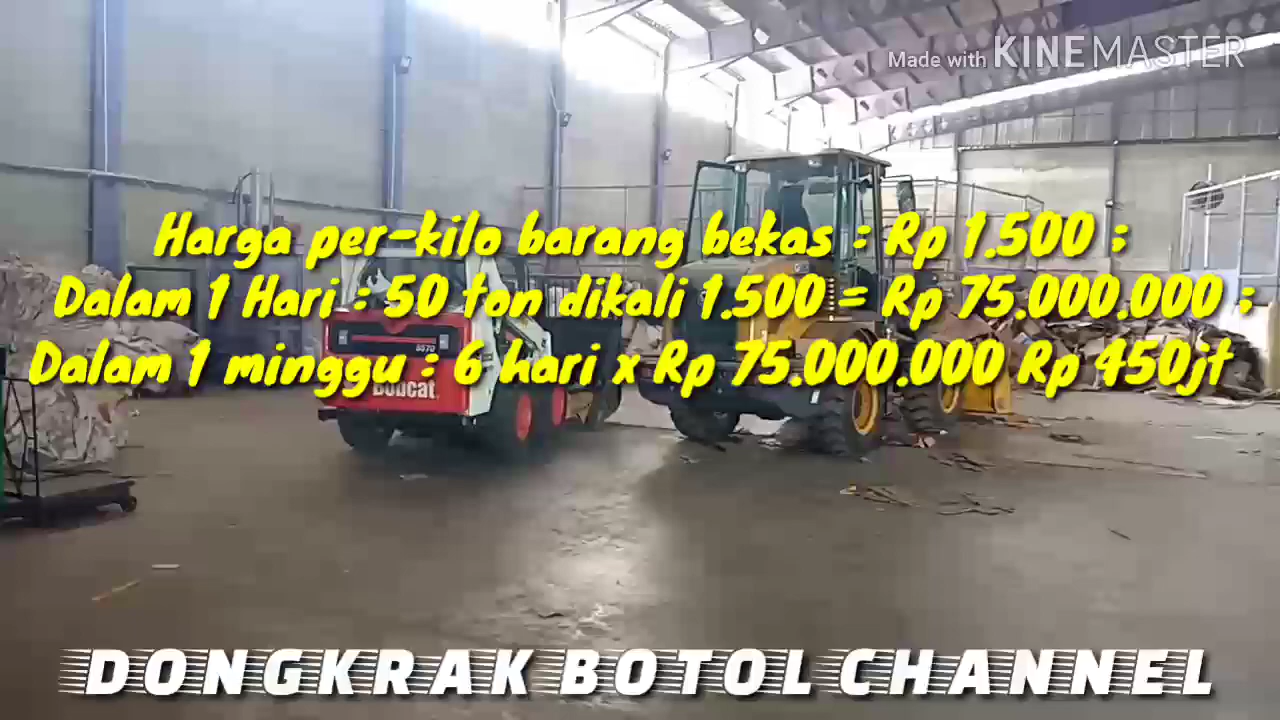 Made with KINEMASTER
Harga per-kilo barang bekas : Rp 1.500 ;
Dalam 1 Hari : 50 ton dikali 1.500 = Rp 75.000.000 ;
Dalam 1 minggu : 6 hari x Rp 75.000.000 Rp 450jt
Bobcat
DONGKRAK BOTOL CHANNEL